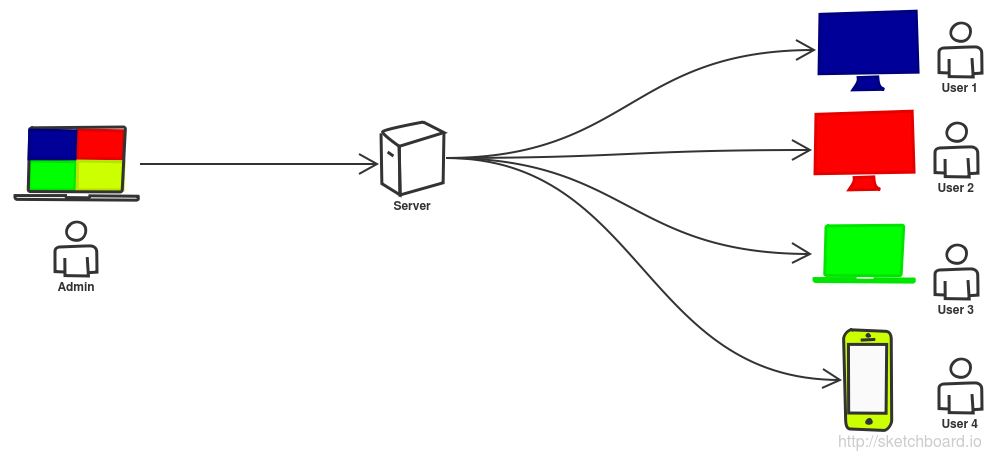 User 1
User 2
Server
Admin
User 3
User 4
http://sketchboard.io